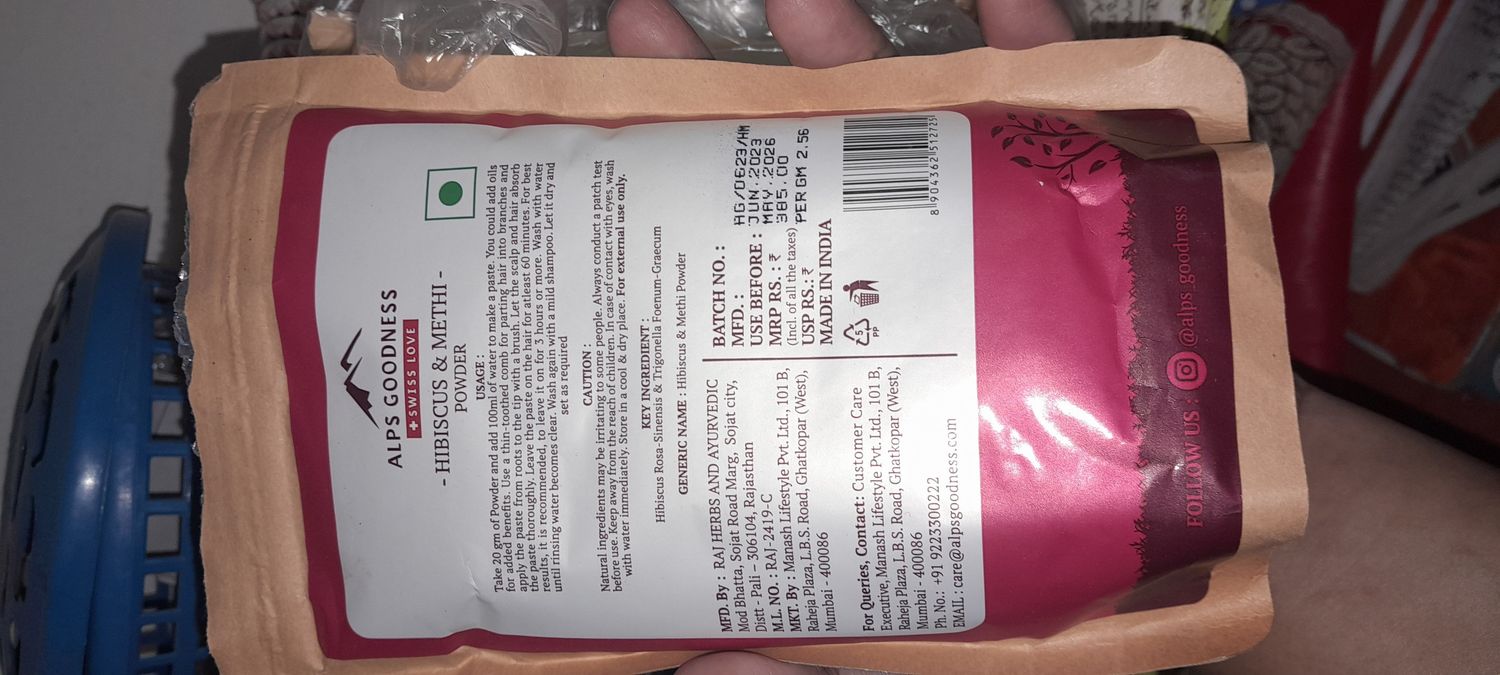 ALPS GOODNESS
+SWISS LOVE
- HIBISCUS & METHI -
POWDER
USAGE :
Take 20 gm of Powder and add 100ml of water to make a paste. You could add oils
for added benefits. Use a thin-toothed comb for parting hair into branches and
apply the paste from roots to the tip with a brush. Let the scalp and hair absorb
the paste thoroughly. Leave the paste on the hair for atleast 60 minutes. For best
results, it is recommended, to leave it on for 3 hours or more. Wash with water
until rinsing water becomes clear. Wash again with a mild shampoo. Let it dry and
set as required
CAUTION :
Natural ingredients may be irritating to some people. Always conduct a patch test
before use. Keep away from the reach of children. In case of contact with eyes, wash
with water immediately. Store in a cool & dry place. For external use only.
KEY INGREDIENT :
Hibiscus Rosa-Sinensis & Trigonella Foenum-Graecum
GENERIC NAME : Hibiscus & Methi Powder
MFD. By : RAJ HERBS AND AYURVEDIC
Mod Bhatta, Sojat Road Marg, Sojat city,
Distt - Pali – 306104, Rajasthan
M.L. NO. : RAJ-2419-C
MKT. By : Manash Lifestyle Pvt. Ltd., 101 B,
Raheja Plaza, L.B.S. Road, Ghatkopar (West),
Mumbai - 400086
For Queries, Contact: Customer Care
Executive, Manash Lifestyle Pvt. Ltd., 101 B,
Raheja Plaza, L.B.S. Road, Ghatkopar (West),
Mumbai - 400086
Ph. No.: +91 9223300222
EMAIL : care@alpsgoodness.com
BATCH NO. : AG/0623/HM
MFD. : JUN.2023
USE BEFORE : MAY.2026
MRP RS. : ₹ 385.00
(Incl. of all the taxes)
USP RS.: ₹ PER GM 2.56
MADE IN INDIA
5
PP
8 904362 512725
FOLLOW US : @alps_goodness